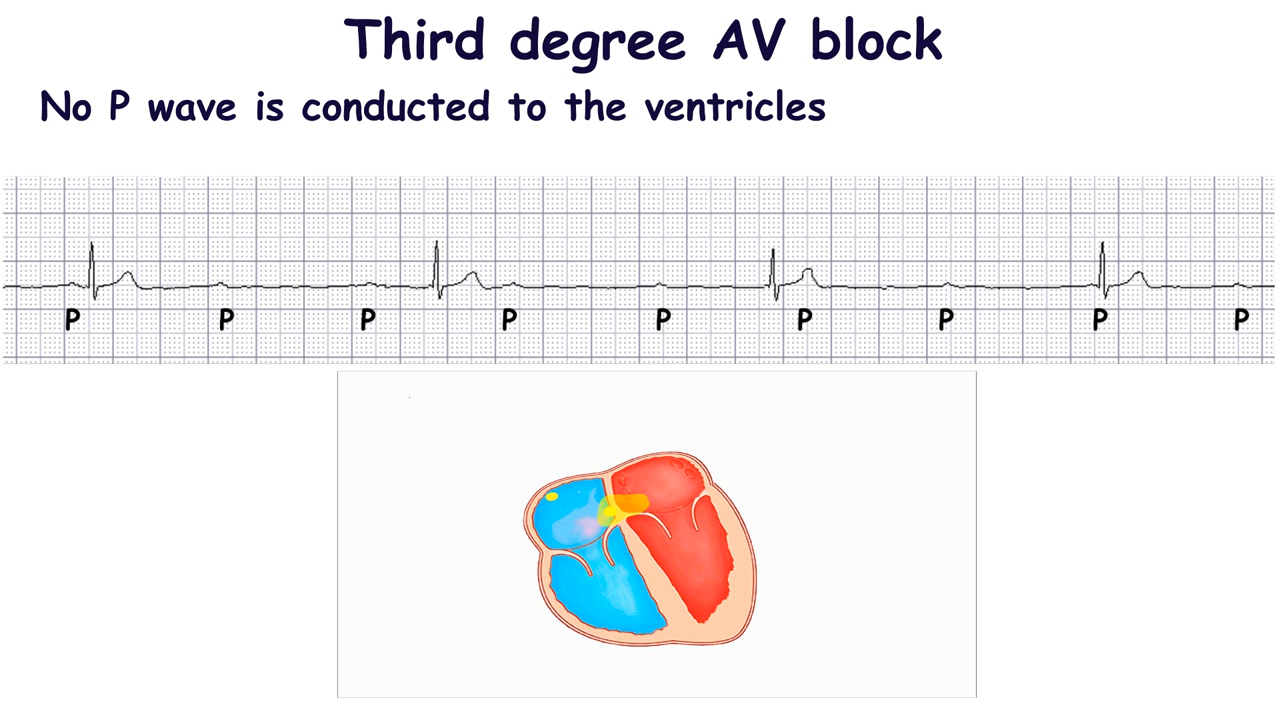 Third degree AV block
No P wave is conducted to the ventricles
P P P P P P P P P